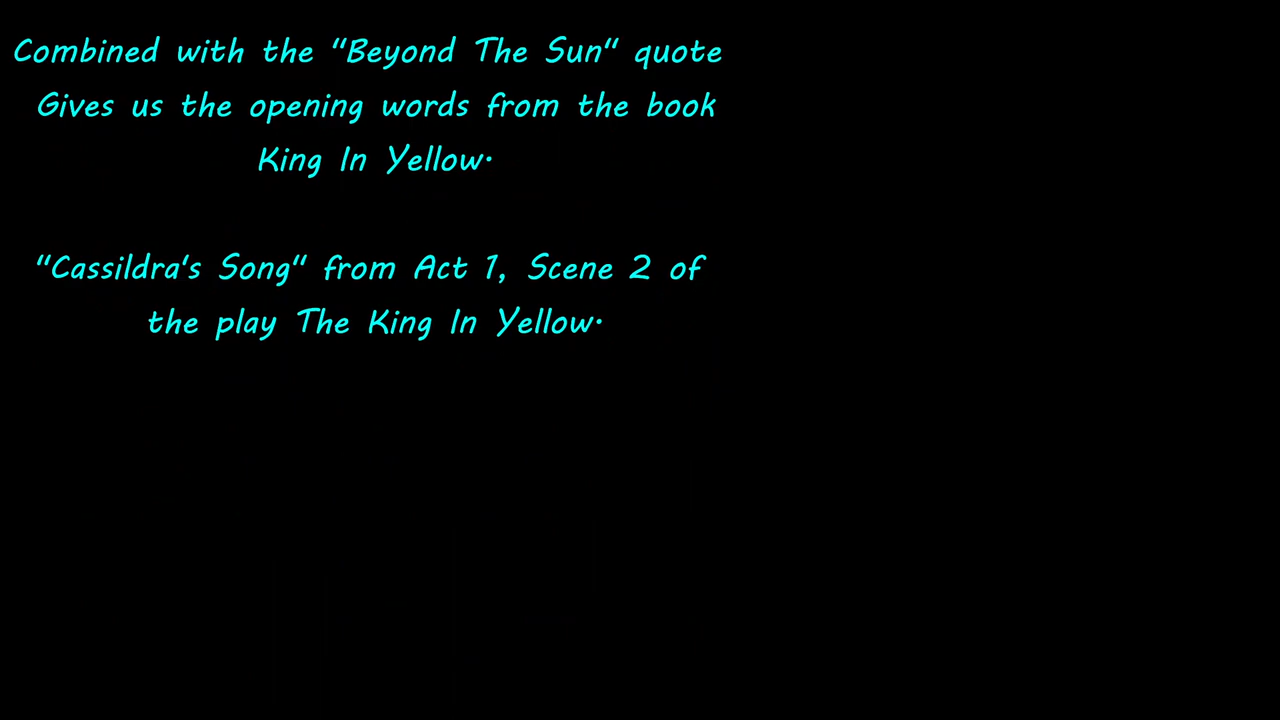 Combined with the "Beyond The Sun" quote
Gives us the opening words from the book
King In Yellow.
"Cassildra's Song" from Act 1, Scene 2 of
the play The King In Yellow.